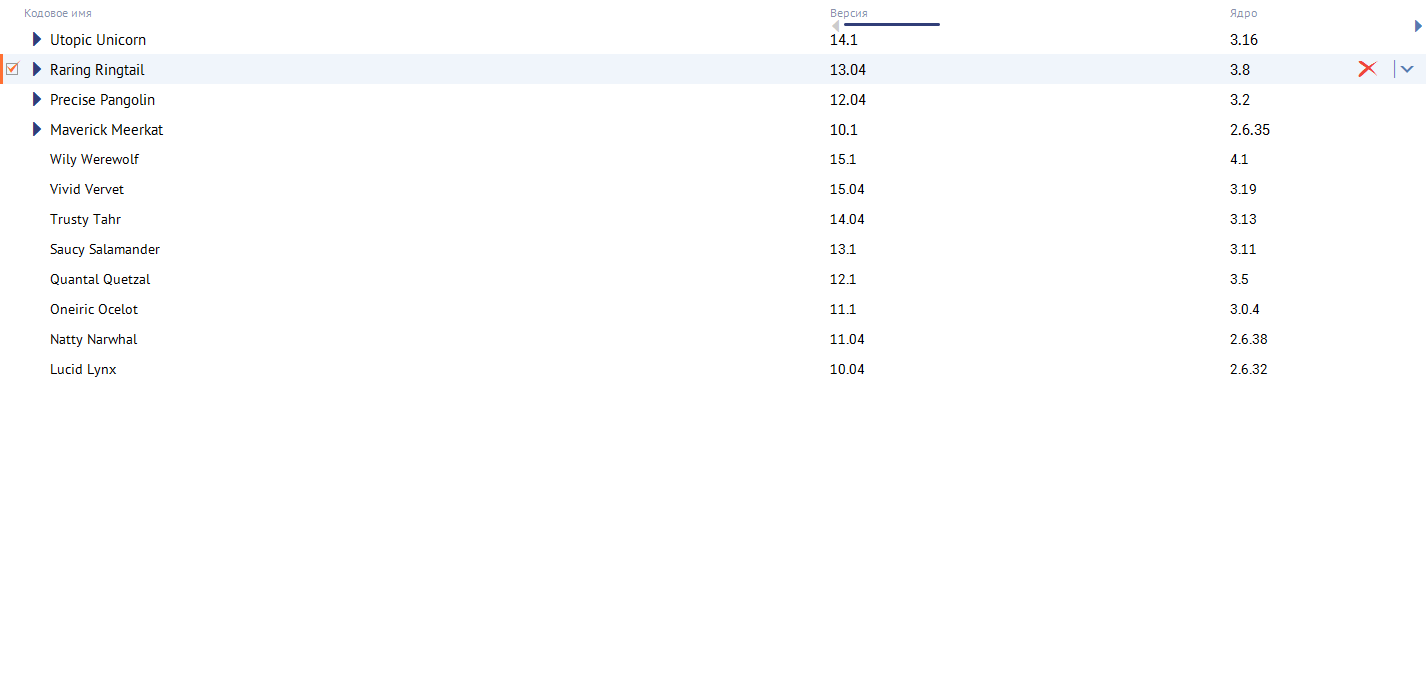 Кодовое имя Версия Ядро
Utopic Unicorn 14.1 3.16
Raring Ringtail 13.04 3.8
Precise Pangolin 12.04 3.2
Maverick Meerkat 10.1 2.6.35
Wily Werewolf 15.1 4.1
Vivid Vervet 15.04 3.19
Trusty Tahr 14.04 3.13
Saucy Salamander 13.1 3.11
Quantal Quetzal 12.1 3.5
Oneiric Ocelot 11.1 3.0.4
Natty Narwhal 11.04 2.6.38
Lucid Lynx 10.04 2.6.32